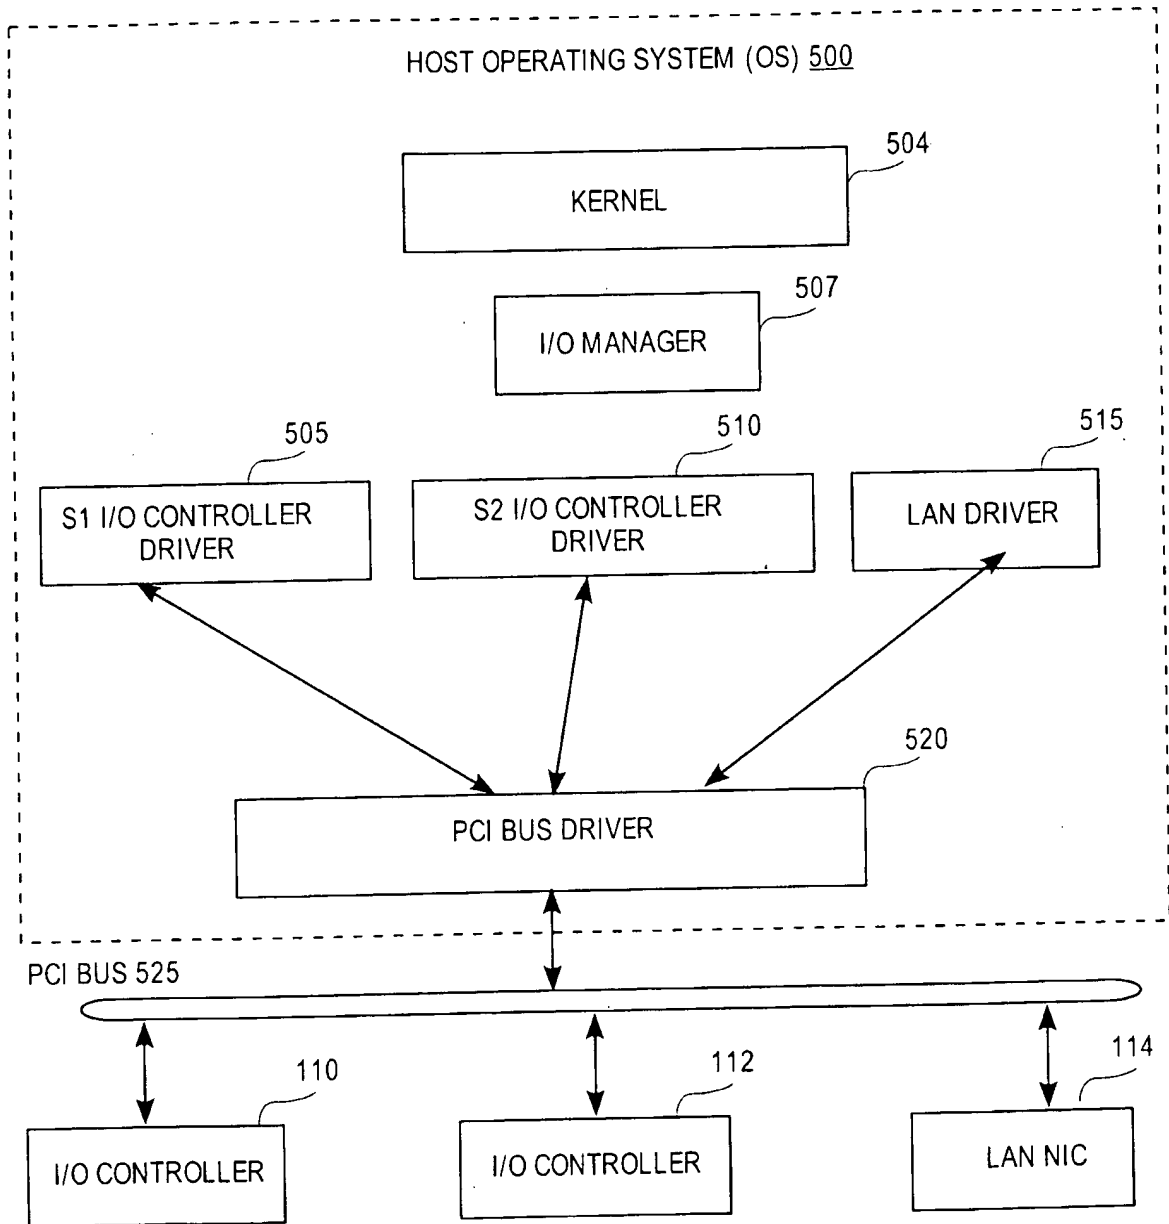 HOST OPERATING SYSTEM (OS) 500
504
KERNEL
507
I/O MANAGER
505
510
515
S1 I/O CONTROLLER
DRIVER
S2 I/O CONTROLLER
DRIVER
LAN DRIVER
520
PCI BUS DRIVER
PCI BUS 525
110
112
114
I/O CONTROLLER
I/O CONTROLLER
LAN NIC